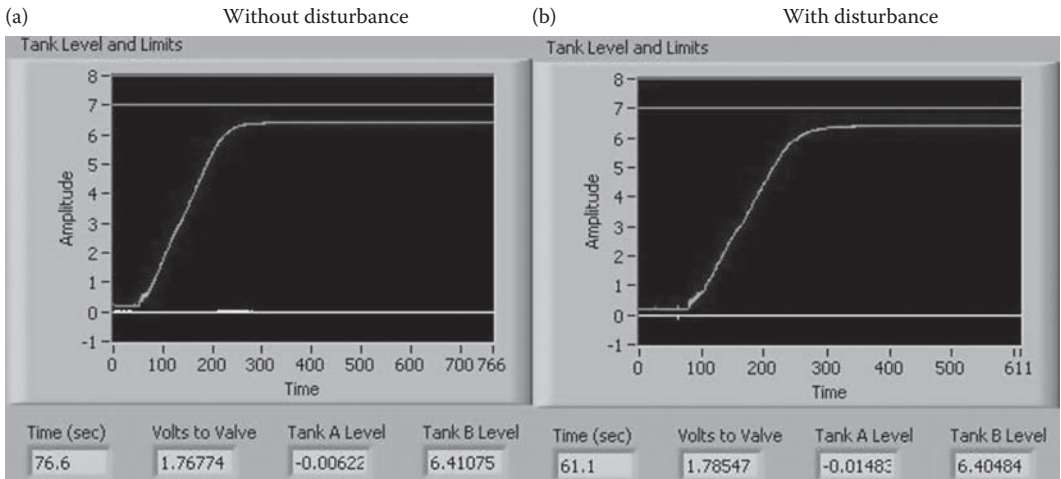 (a) Without disturbance
Tank Level and Limits
8
7
6
5
4
3
2
1
0
-1
Amplitude
0 100 200 300 400 500 600 700 766
Time
Time (sec) Volts to Valve Tank A Level Tank B Level
76.6 1.76774 -0.00622 6.41075
(b) With disturbance
Tank Level and Limits
8
7
6
5
4
3
2
1
0
-1
Amplitude
0 100 200 300 400 500 611
Time
Time (sec) Volts to Valve Tank A Level Tank B Level
61.1 1.78547 -0.01483 6.40484